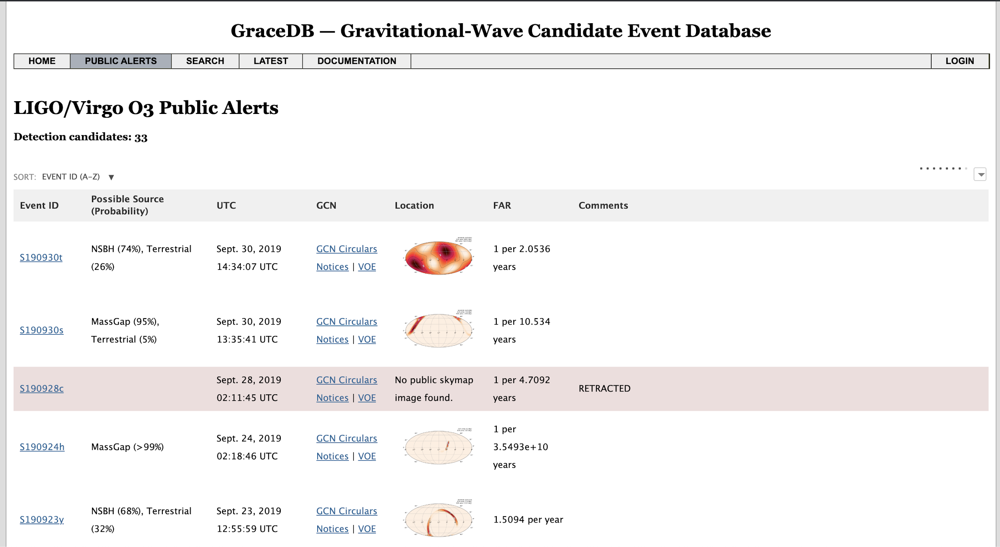 GraceDB — Gravitational-Wave Candidate Event Database
HOME PUBLIC ALERTS SEARCH LATEST DOCUMENTATION LOGIN
LIGO/Virgo O3 Public Alerts
Detection candidates: 33
SORT: EVENT ID (A-Z) ▼
Event ID
Possible Source
(Probability)
UTC
GCN
Location
FAR
Comments
S190930t
NSBH (74%), Terrestrial
(26%)
Sept. 30, 2019
14:34:07 UTC
GCN Circulars
Notices | VOE
1 per 2.0536
years
S190930s
MassGap (95%),
Terrestrial (5%)
Sept. 30, 2019
13:35:41 UTC
GCN Circulars
Notices | VOE
1 per 10.534
years
S190928c
Sept. 28, 2019
02:11:45 UTC
GCN Circulars
Notices | VOE
No public skymap
image found.
1 per 4.7092
years
RETRACTED
S190924h
MassGap (>99%)
Sept. 24, 2019
02:18:46 UTC
GCN Circulars
Notices | VOE
1 per
3.5493e+10
years
S190923y
NSBH (68%), Terrestrial
(32%)
Sept. 23, 2019
12:55:59 UTC
GCN Circulars
Notices | VOE
1.5094 per year